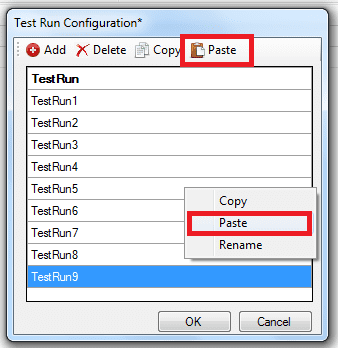 Test Run Configuration*
Add Delete Copy Paste
TestRun
TestRun1
TestRun2
TestRun3
TestRun4
TestRun5
TestRun6
TestRun7
TestRun8
TestRun9
Copy
Paste
Rename
OK Cancel